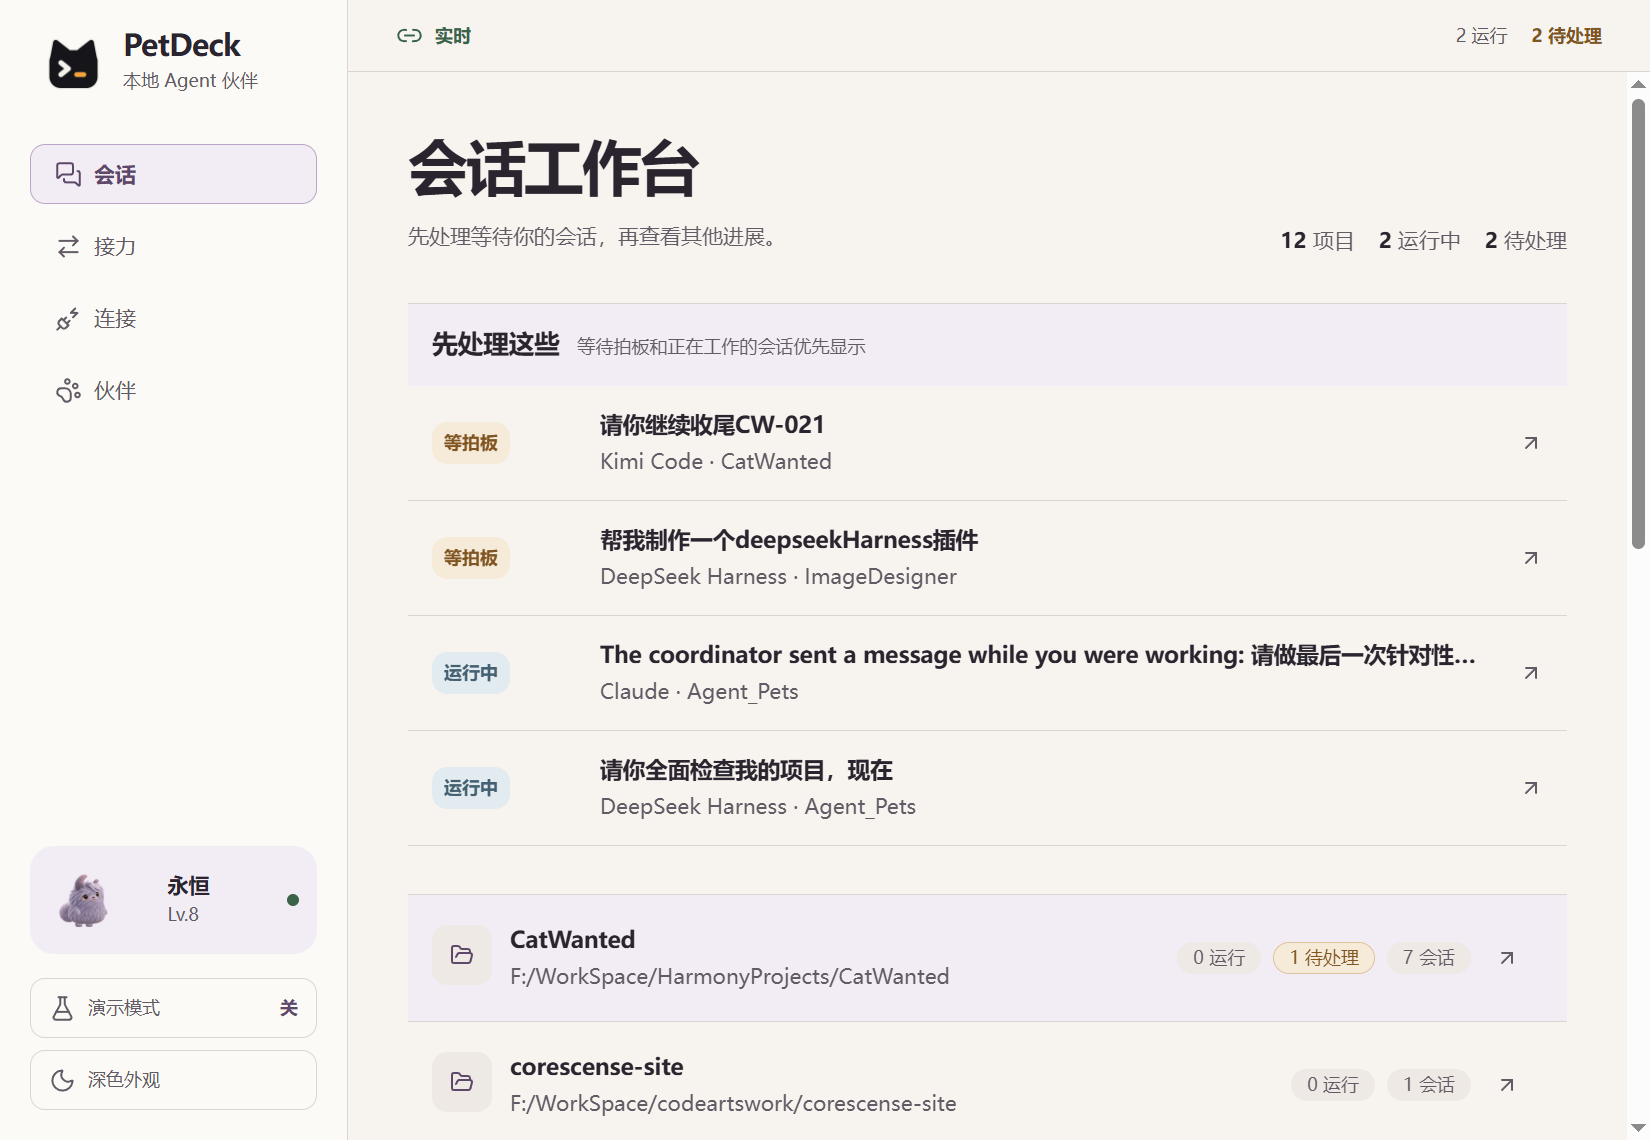 PetDeck
本地 Agent 伙伴
会话
接力
连接
伙伴
永恒
Lv.8
演示模式 关
深色外观
实时
2 运行 2 待处理
会话工作台
先处理等待你的会话，再查看其他进展。
12 项目 2 运行中 2 待处理
先处理这些 等待拍板和正在工作的会话优先显示
等拍板
请你继续收尾CW-021
Kimi Code · CatWanted
等拍板
帮我制作一个deepseekHarness插件
DeepSeek Harness · ImageDesigner
运行中
The coordinator sent a message while you were working: 请做最后一次针对性...
Claude · Agent_Pets
运行中
请你全面检查我的项目，现在
DeepSeek Harness · Agent_Pets
CatWanted
F:/WorkSpace/HarmonyProjects/CatWanted
0 运行 1 待处理 7 会话
corescense-site
F:/WorkSpace/codeartswork/corescense-site
0 运行 1 会话